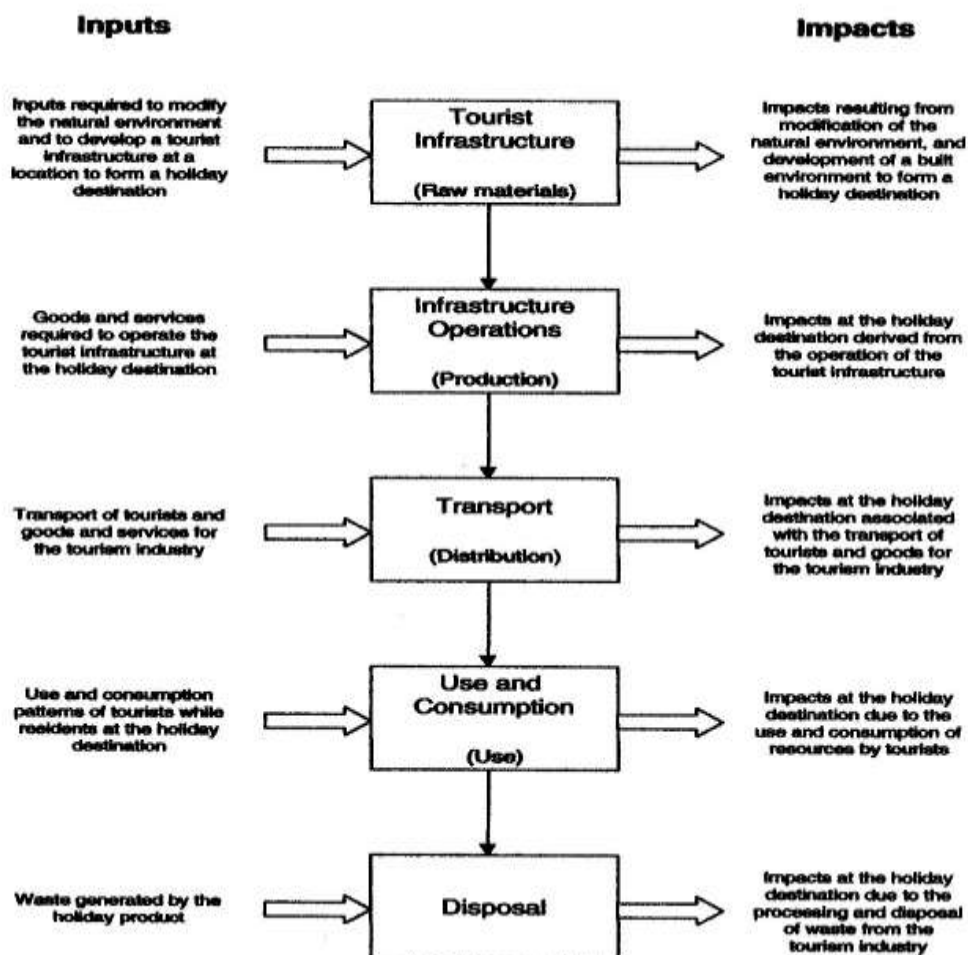 Inputs
Impacts
Inputs required to modify
the natural environment
and to develop a tourist
infrastructure at a
location to form a holiday
destination
Tourist
Infrastructure
(Raw materials)
Impacts resulting from
modification of the
natural environment, and
development of a built
environment to form a
holiday destination
Goods and services
required to operate the
tourist infrastructure at
the holiday destination
Infrastructure
Operations
(Production)
Impacts at the holiday
destination derived from
the operation of the
tourist infrastructure
Transport of tourists and
goods and services for
the tourism industry
Transport
(Distribution)
Impacts at the holiday
destination associated
with the transport of
tourists and goods for
the tourism industry
Use and consumption
patterns of tourists while
residents at the holiday
destination
Use and
Consumption
(Use)
Impacts at the holiday
destination due to the
use and consumption of
resources by tourists
Waste generated by the
holiday product
Disposal
Impacts at the holiday
destination due to the
processing and disposal
of waste from the
tourism industry